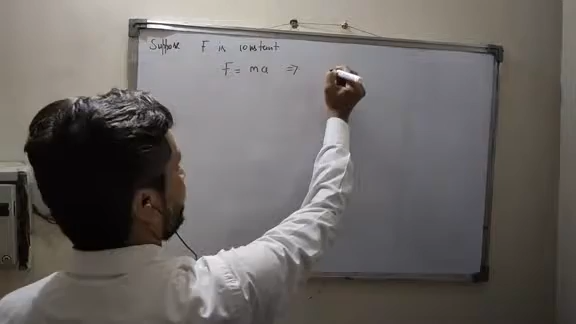 Suppose F is constant
F = ma ⇒